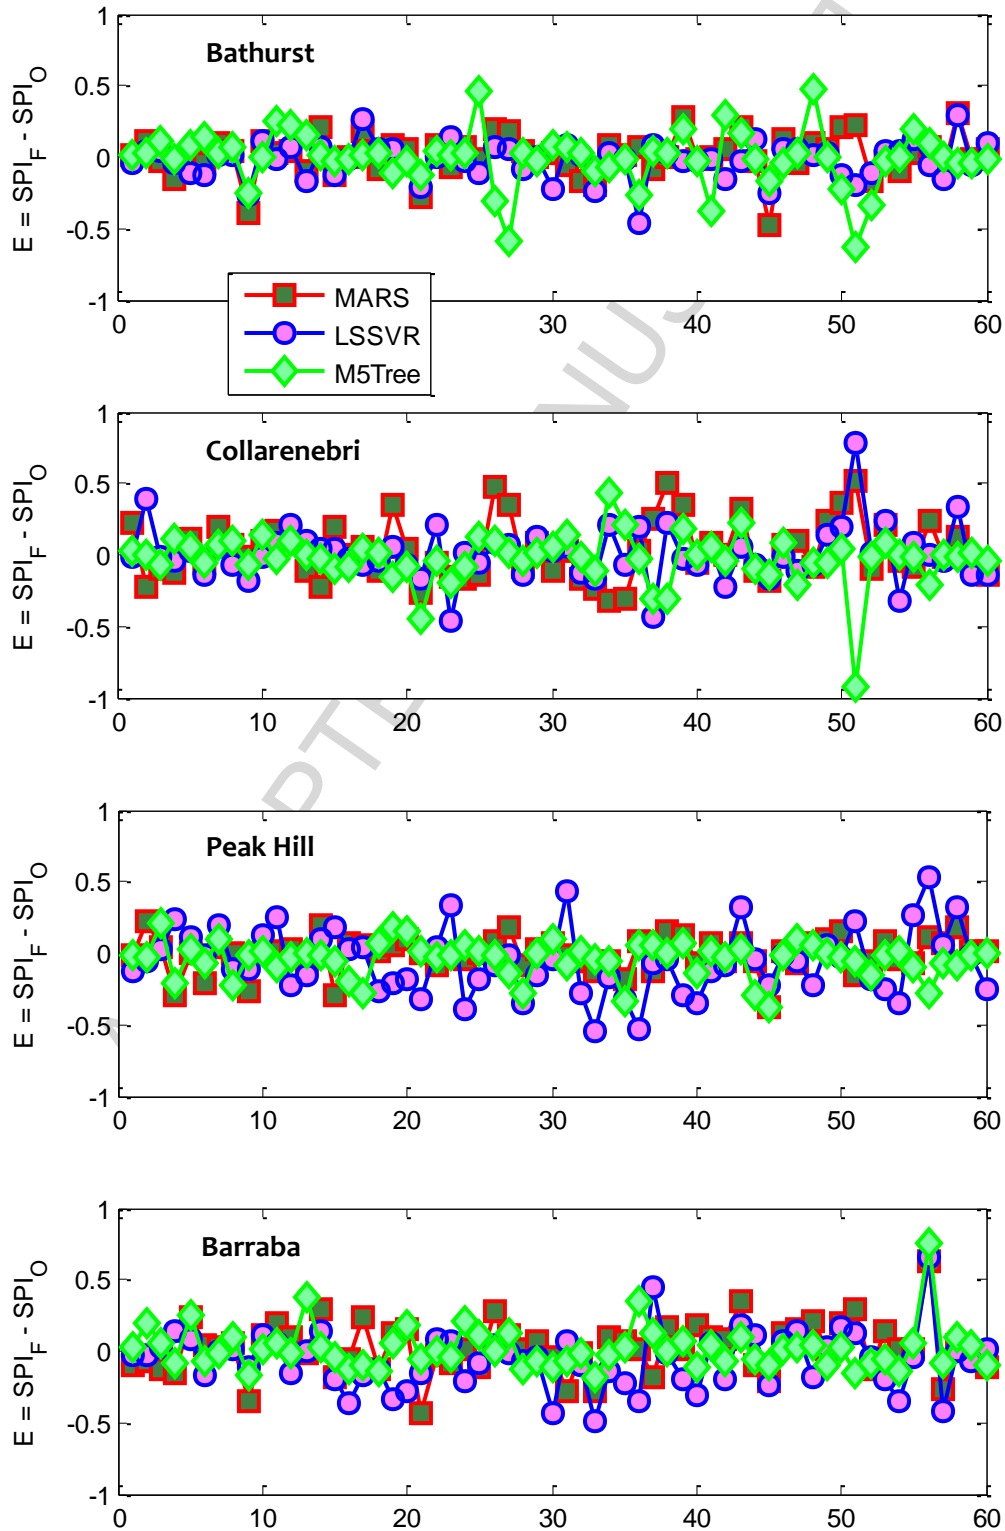 Bathurst
E = SPI_F - SPI_O
1
0.5
0
-0.5
-1
0 30 40 50 60
MARS
LSSVR
M5Tree
Collarenebri
E = SPI_F - SPI_O
1
0.5
0
-0.5
-1
0 10 20 30 40 50 60
Peak Hill
E = SPI_F - SPI_O
1
0.5
0
-0.5
-1
0 10 20 30 40 50 60
Barraba
E = SPI_F - SPI_O
1
0.5
0
-0.5
-1
0 10 20 30 40 50 60